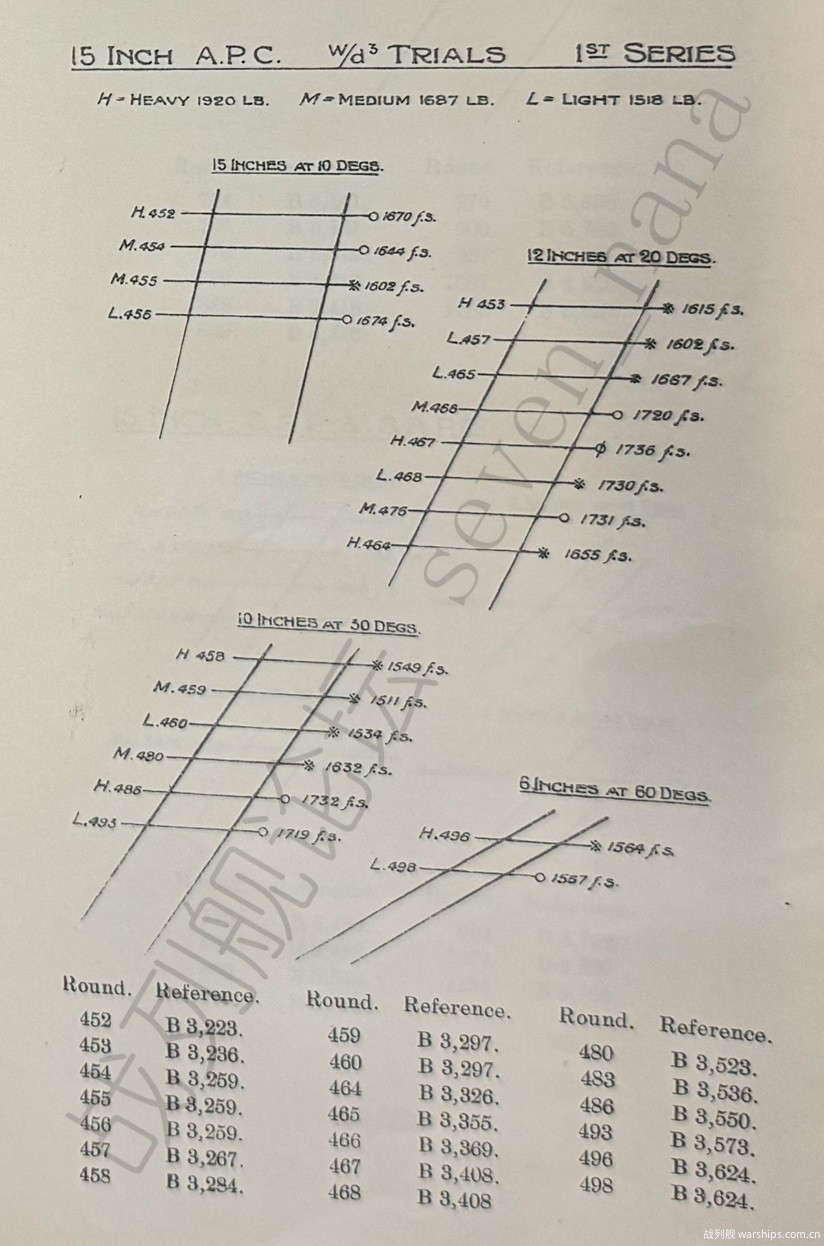 15 INCH A.P.C. W/d³ TRIALS 1ST SERIES
H = HEAVY 1920 LB. M = MEDIUM 1687 LB. L = LIGHT 1518 LB.
15 INCHES AT 10 DEGS.
H.452 1670 f.s.
M.454 1644 f.s.
M.455 1602 f.s.
L.456 1674 f.s.
12 INCHES AT 20 DEGS.
H 453 1615 f.s.
L.457 1602 f.s.
L.465 1667 f.s.
M.466 1720 f.s.
H.467 1736 f.s.
L.468 1730 f.s.
M.476 1731 f.s.
H.464 1655 f.s.
10 INCHES AT 30 DEGS.
H 458 1549 f.s.
M.459 1511 f.s.
L.460 1534 f.s.
M.480 1632 f.s.
H.486 1732 f.s.
L.493 1719 f.s.
6 INCHES AT 60 DEGS.
H.496 1564 f.s.
L.498 1557 f.s.
Round. Reference.
452 B 3,223.
453 B 3,236.
454 B 3,259.
455 B 3,259.
456 B 3,259.
457 B 3,267.
458 B 3,284.
Round. Reference.
459 B 3,297.
460 B 3,297.
464 B 3,326.
465 B 3,355.
466 B 3,369.
467 B 3,408.
468 B 3,408
Round. Reference.
480 B 3,523.
483 B 3,536.
486 B 3,550.
493 B 3,573.
496 B 3,624.
498 B 3,624.
战列舰论坛 seven_nana
战列舰 warships.com.cn